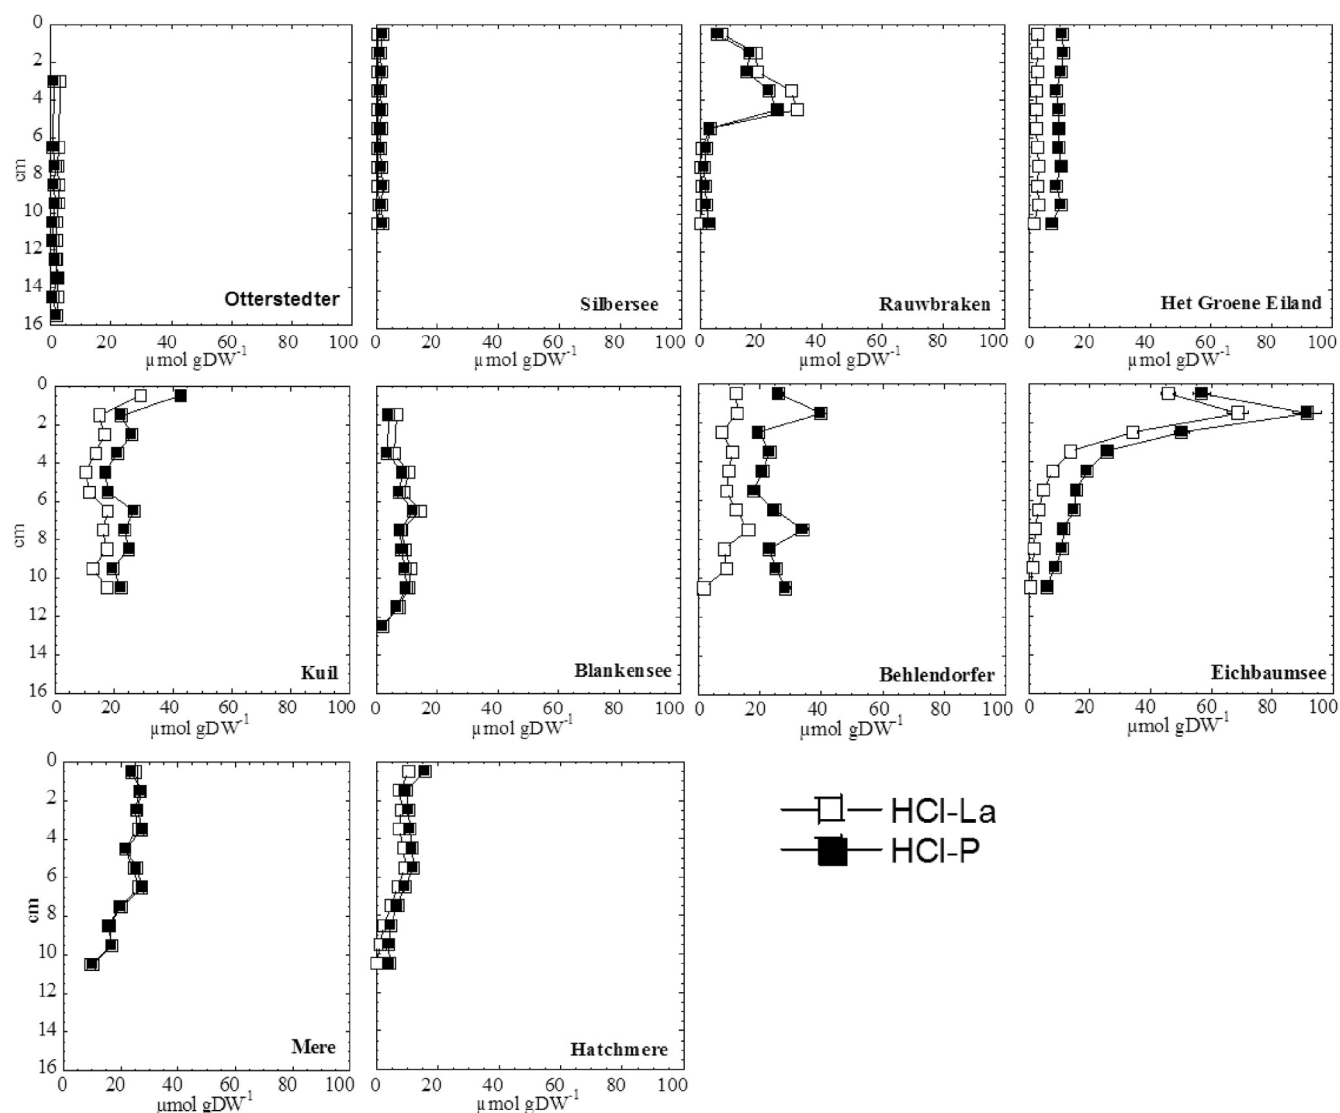 0
2
4
6
cm
8
10
12
14
16
Otterstedter
0 20 40 60 80 100
µmol gDW-1
Silbersee
0 20 40 60 80 100
µmol gDW-1
Rauwbraken
0 20 40 60 80 100
µmol gDW-1
Het Groene Eiland
0 20 40 60 80 100
µmol gDW-1
0
2
4
6
cm
8
10
12
14
16
Kuil
0 20 40 60 80 100
µmol gDW-1
Blankensee
0 20 40 60 80 100
µmol gDW-1
Behlendorfer
0 20 40 60 80 100
µmol gDW-1
Eichbaumsee
0 20 40 60 80 100
µmol gDW-1
0
2
4
6
cm
8
10
12
14
16
Mere
0 20 40 60 80 100
µmol gDW-1
Hatchmere
0 20 40 60 80 100
µmol gDW-1
HCl-La
HCl-P